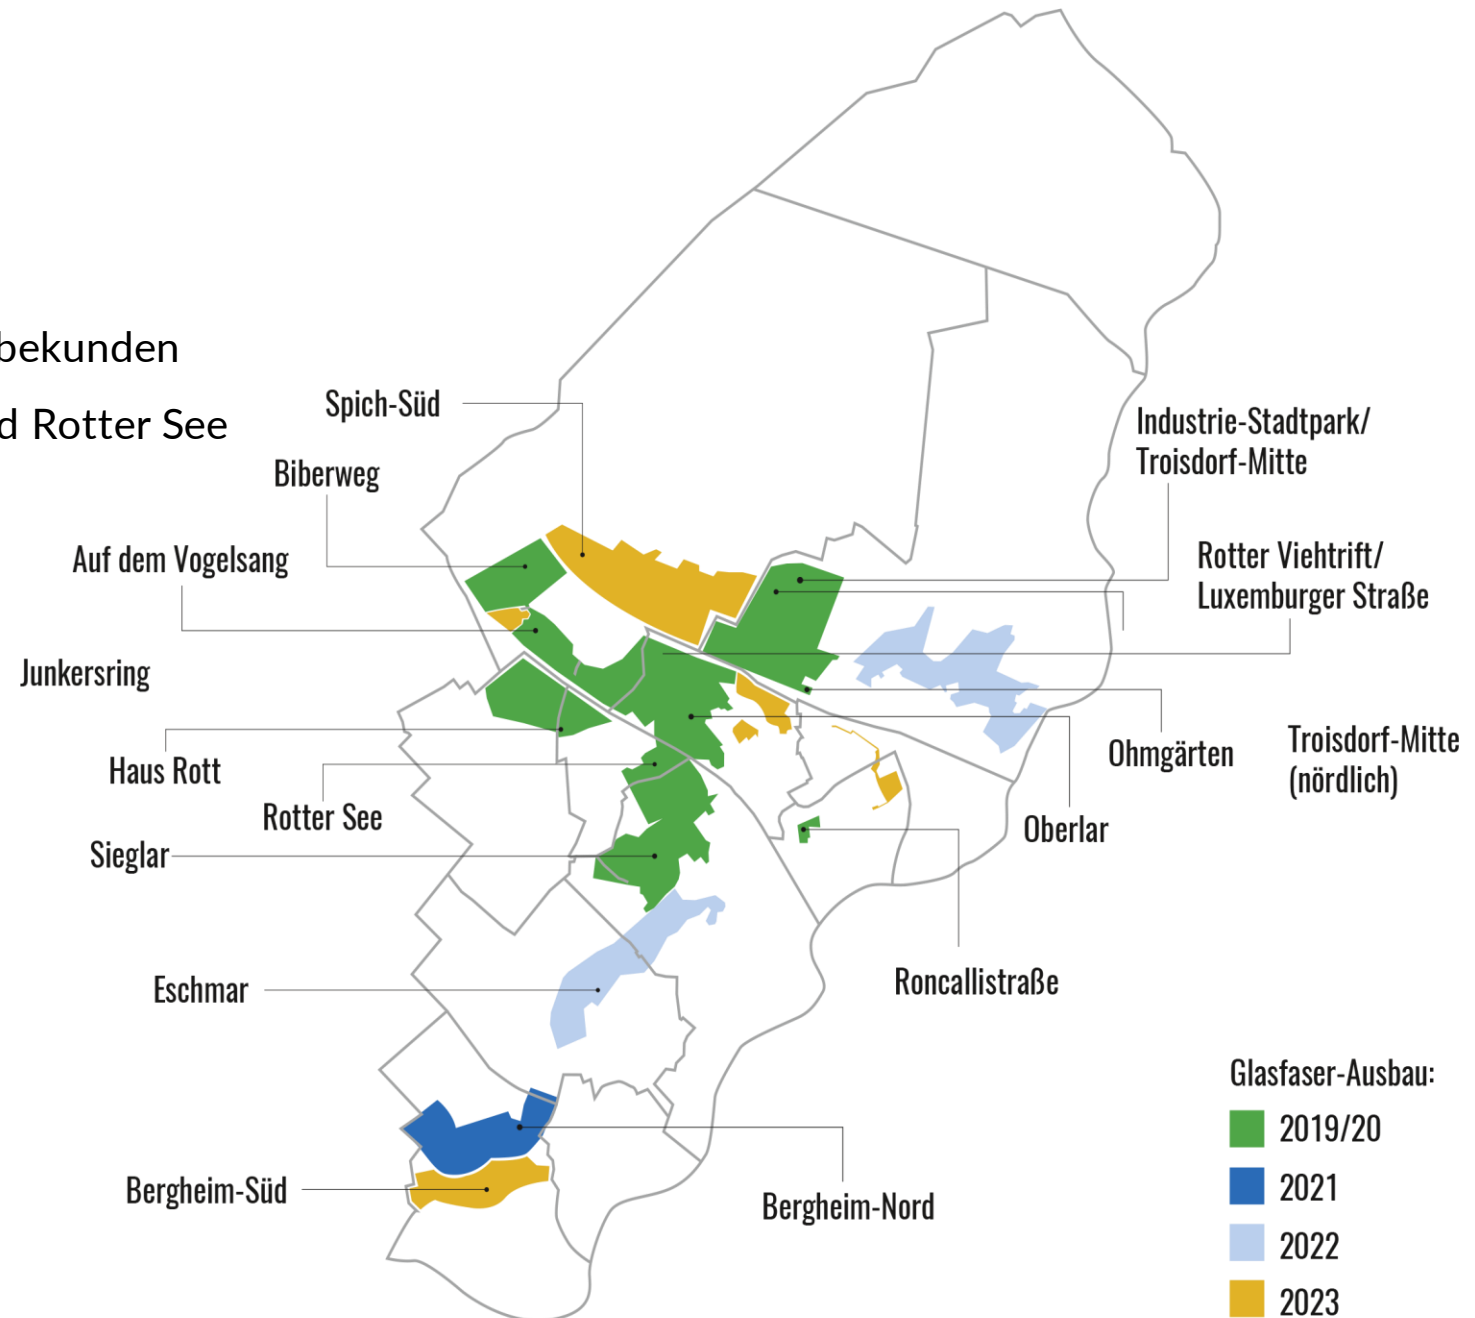 bekunden
d Rotter See
Spich-Süd
Biberweg
Auf dem Vogelsang
Junkersring
Haus Rott
Rotter See
Sieglar
Eschmar
Bergheim-Süd
Industrie-Stadtpark/
Troisdorf-Mitte
Rotter Viehtrift/
Luxemburger Straße
Ohmgärten
Troisdorf-Mitte
(nördlich)
Oberlar
Roncallistraße
Bergheim-Nord
Glasfaser-Ausbau:
2019/20
2021
2022
2023